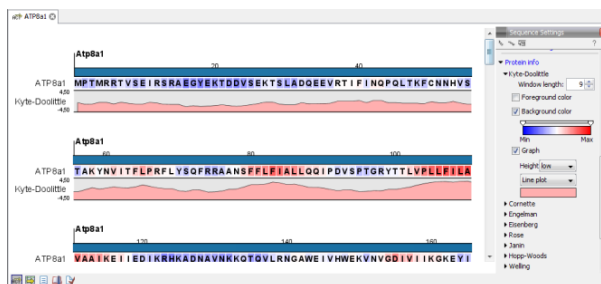 ATP8a1
Atp8a1
20
40
ATP8a1
MPTMRRTVSEIRSRAEGYEKTDDVSEKTSLADQEEVRTIFINQPQLTKFCNNHVS
4,50
Kyte-Doolittle
-4,50
Atp8a1
60
80
100
ATP8a1
TAKYNVITFLPRFLYSQFRRAANSFFLFIALLQQIPDVSPTGRYTTLVPLLFILA
4,50
Kyte-Doolittle
-4,50
Atp8a1
120
140
160
ATP8a1
VAAIKEIIEDIKRHKADNAVNKKQTQVLRNGAWEIVHWEKVNVGDIVIIKGKEYI
Sequence Settings
?
Protein info
Kyte-Doolittle
Window length: 9
Foreground color
Background color
Min Max
Graph
Height low
Line plot
Cornette
Engelman
Eisenberg
Rose
Janin
Hopp-Woods
Welling